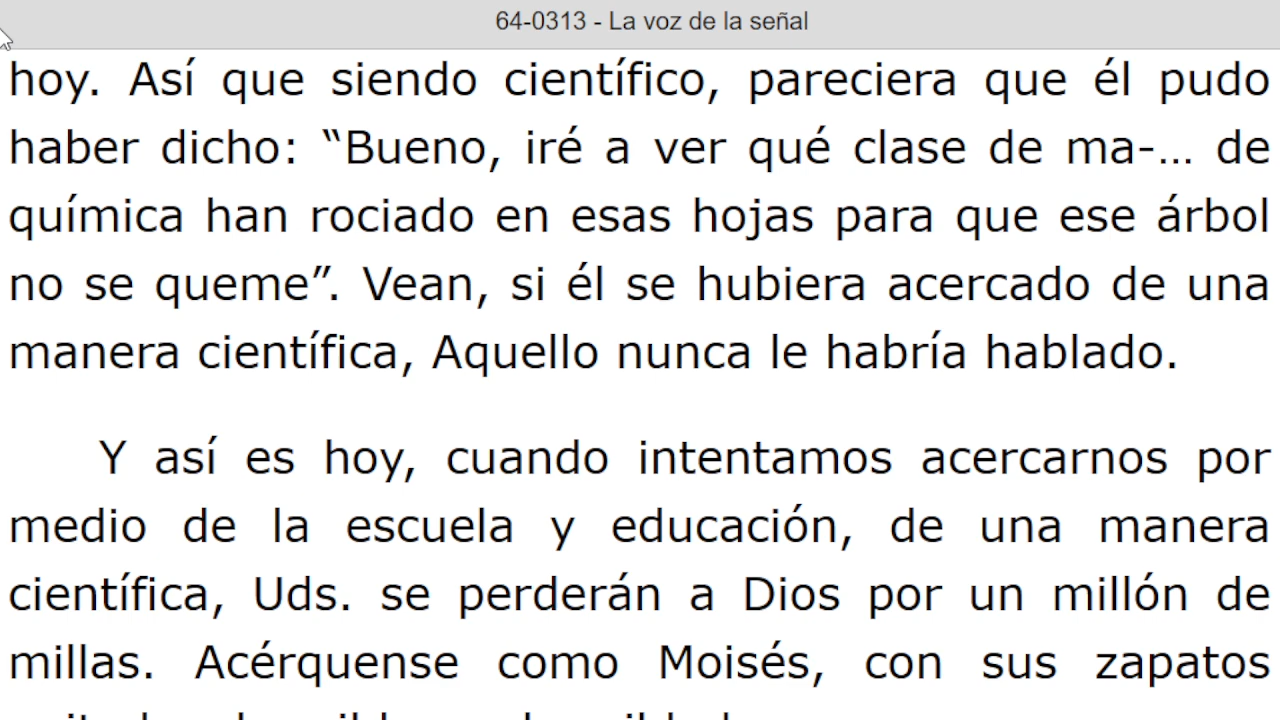 64-0313 - La voz de la señal
hoy. Así que siendo científico, pareciera que él pudo
haber dicho: “Bueno, iré a ver qué clase de ma-... de
química han rociado en esas hojas para que ese árbol
no se queme”. Vean, si él se hubiera acercado de una
manera científica, Aquello nunca le habría hablado.
Y así es hoy, cuando intentamos acercarnos por
medio de la escuela y educación, de una manera
científica, Uds. se perderán a Dios por un millón de
millas. Acérquense como Moisés, con sus zapatos